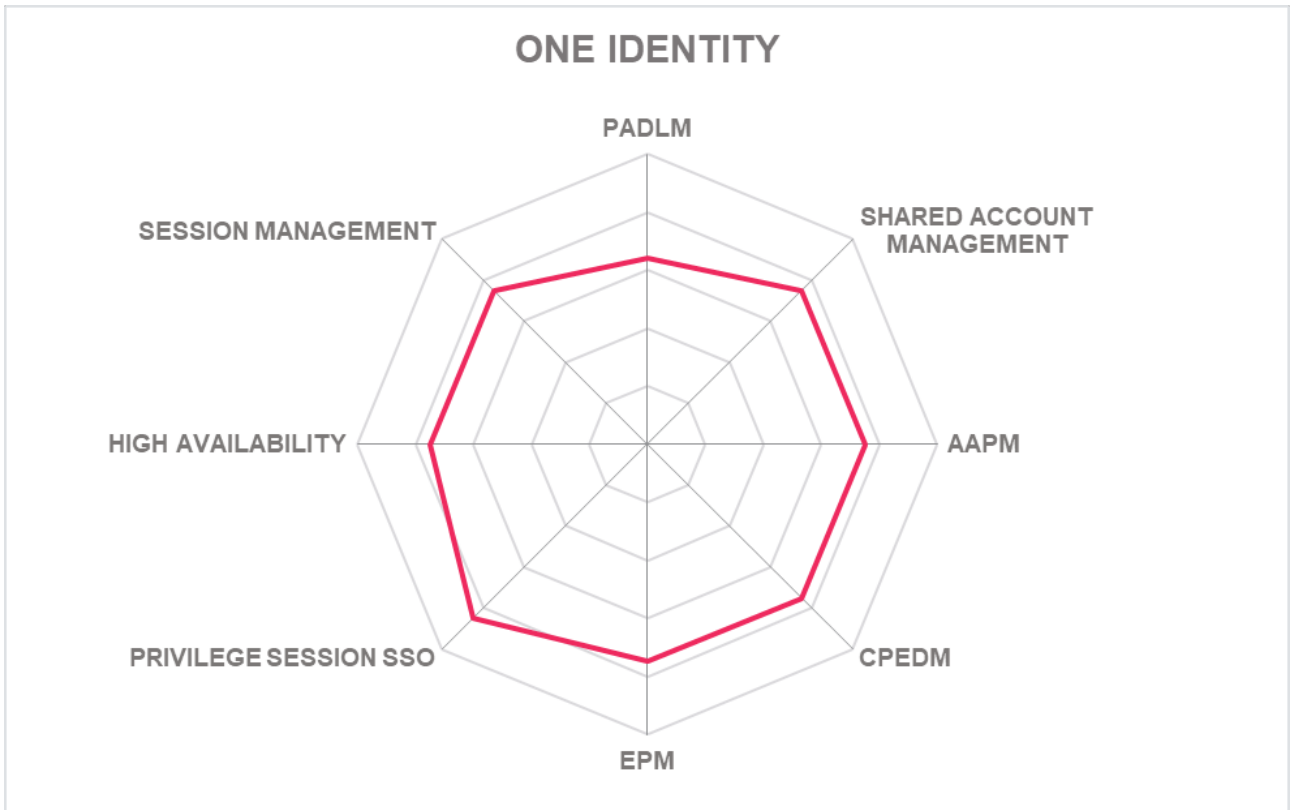 ONE IDENTITY
PADLM
SHARED ACCOUNT
MANAGEMENT
SESSION MANAGEMENT
HIGH AVAILABILITY
AAPM
PRIVILEGE SESSION SSO
CPEDM
EPM